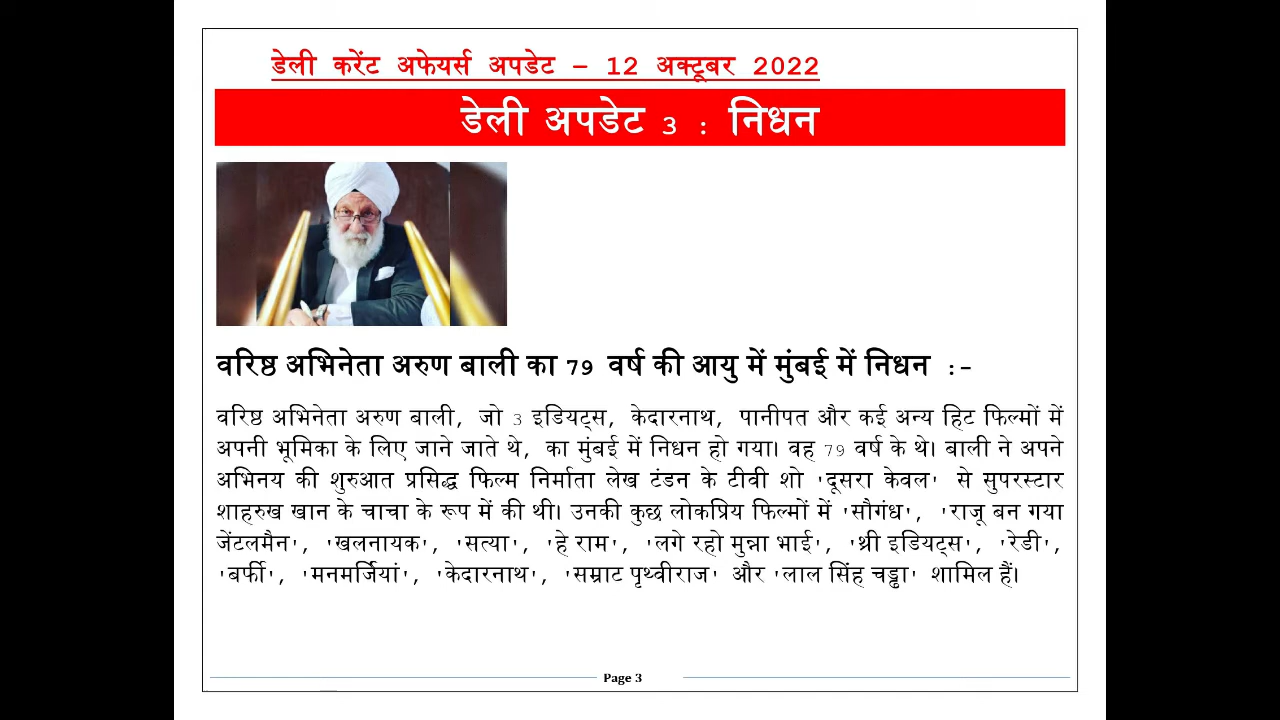 डेली करेंट अफेयर्स अपडेट – 12 अक्टूबर 2022
डेली अपडेट 3 : निधन
वरिष्ठ अभिनेता अरुण बाली का 79 वर्ष की आयु में मुंबई में निधन :-
वरिष्ठ अभिनेता अरुण बाली, जो 3 इडियट्स, केदारनाथ, पानीपत और कई अन्य हिट फिल्मों में
अपनी भूमिका के लिए जाने जाते थे, का मुंबई में निधन हो गया। वह 79 वर्ष के थे। बाली ने अपने
अभिनय की शुरुआत प्रसिद्ध फिल्म निर्माता लेख टंडन के टीवी शो 'दूसरा केवल' से सुपरस्टार
शाहरुख खान के चाचा के रूप में की थी। उनकी कुछ लोकप्रिय फिल्मों में 'सौगंध', 'राजू बन गया
जेंटलमैन', 'खलनायक', 'सत्या', 'हे राम', 'लगे रहो मुन्ना भाई', 'थ्री इडियट्स', 'रेडी',
'बर्फी', 'मनमर्जियां', 'केदारनाथ', 'सम्राट पृथ्वीराज' और 'लाल सिंह चड्ढा' शामिल हैं।
Page 3